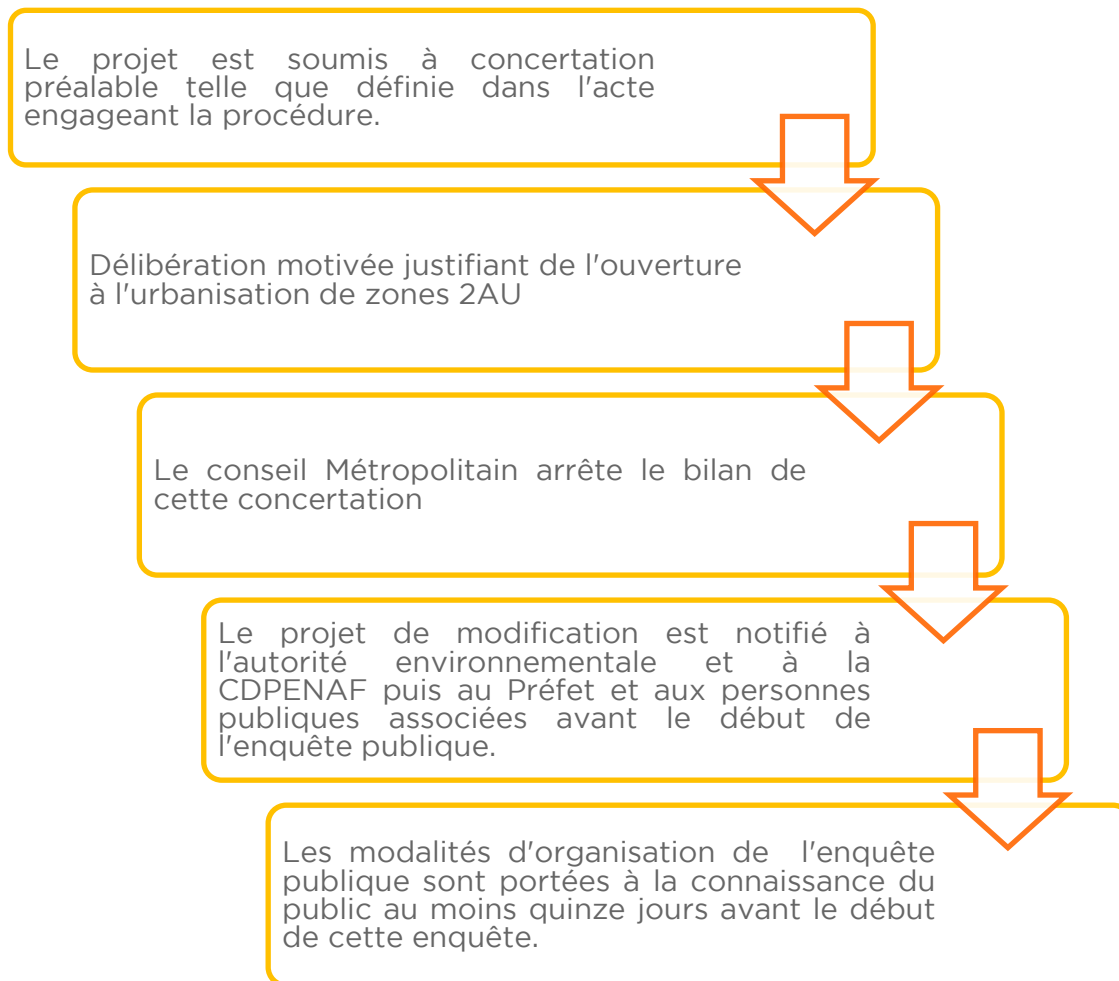 Le projet est soumis à concertation
préalable telle que définie dans l'acte
engageant la procédure.
Délibération motivée justifiant de l'ouverture
à l'urbanisation de zones 2AU
Le conseil Métropolitain arrête le bilan de
cette concertation
Le projet de modification est notifié à
l'autorité environnementale et à la
CDPENAF puis au Préfet et aux personnes
publiques associées avant le début de
l'enquête publique.
Les modalités d'organisation de l'enquête
publique sont portées à la connaissance du
public au moins quinze jours avant le début
de cette enquête.